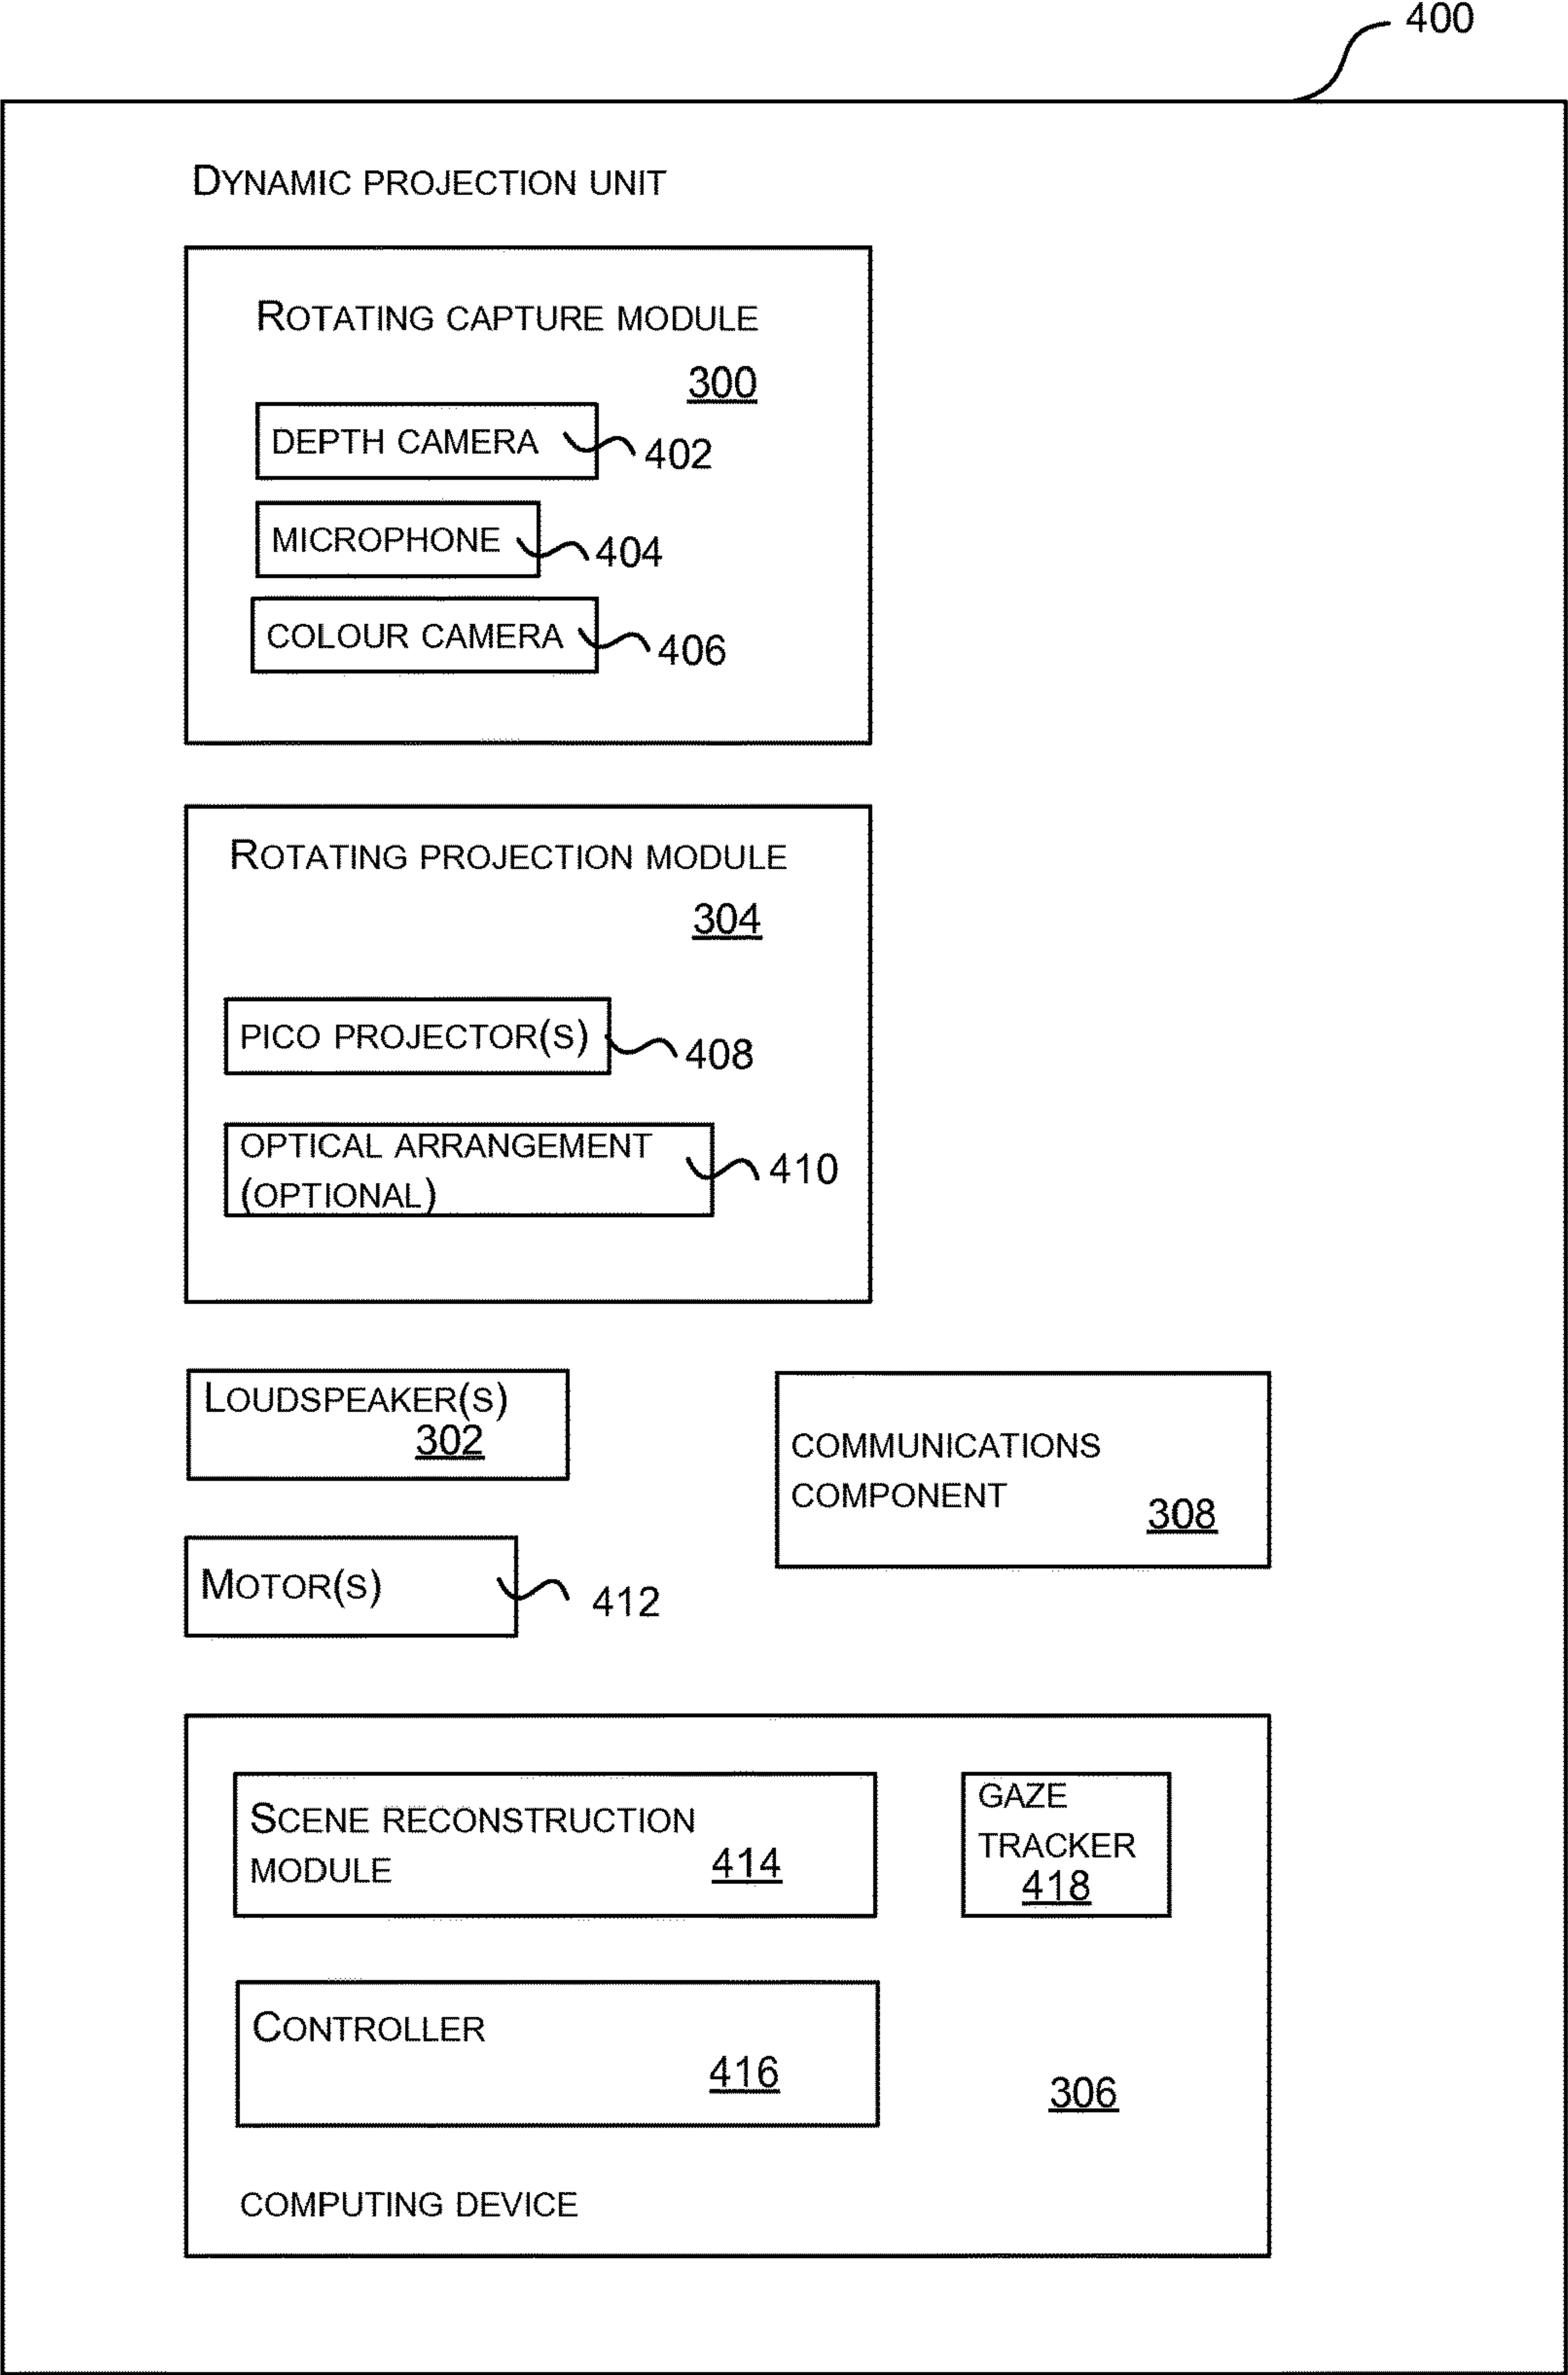 400
DYNAMIC PROJECTION UNIT
ROTATING CAPTURE MODULE
300
DEPTH CAMERA
402
MICROPHONE
404
COLOUR CAMERA
406
ROTATING PROJECTION MODULE
304
PICO PROJECTOR(S)
408
OPTICAL ARRANGEMENT
(OPTIONAL)
410
LOUDSPEAKER(S)
302
COMMUNICATIONS
COMPONENT
308
MOTOR(S)
412
SCENE RECONSTRUCTION
MODULE
414
GAZE
TRACKER
418
CONTROLLER
416
306
COMPUTING DEVICE